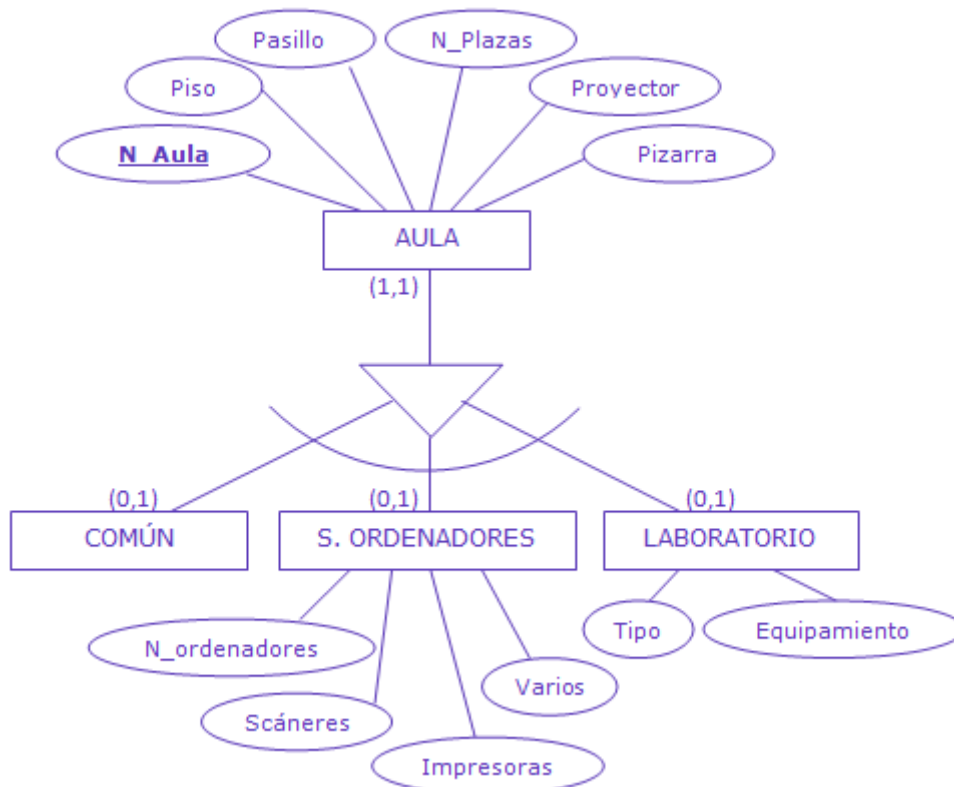 Pasillo
N_Plazas
Piso
Proyector
N_Aula
Pizarra
AULA
(1,1)
(0,1)
(0,1)
(0,1)
COMÚN
S. ORDENADORES
LABORATORIO
N_ordenadores
Tipo
Equipamiento
Scáneres
Varios
Impresoras